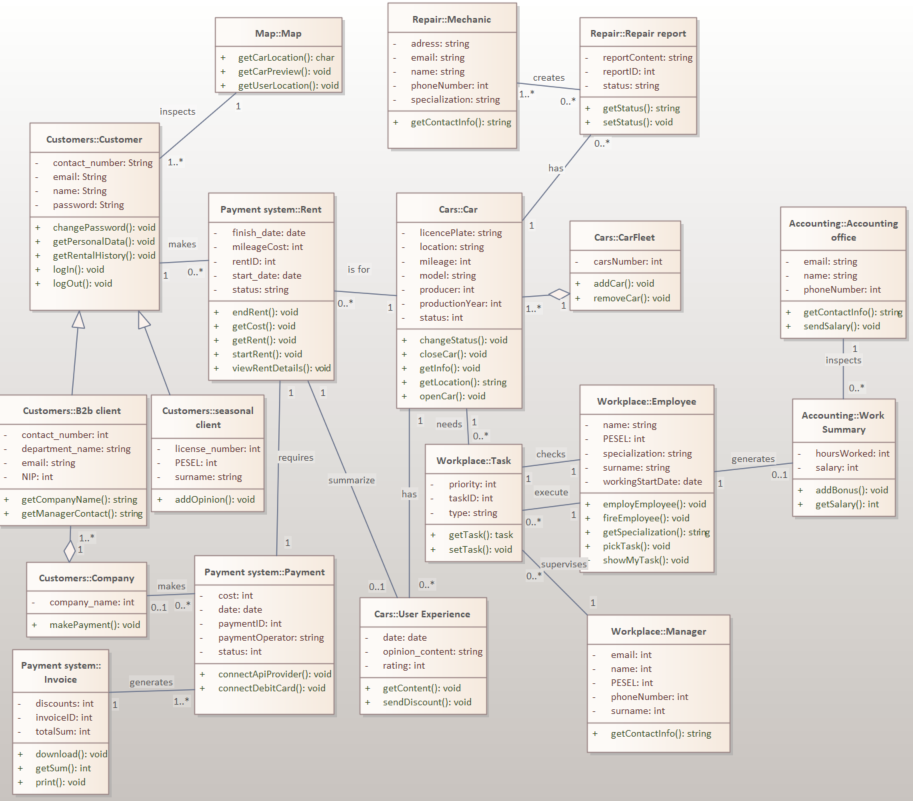 Map::Map
+ getCarLocation(): char
+ getCarPreview(): void
+ getUserLocation(): void
1
Repair::Mechanic
- adress: string
- email: string
- name: string
- phoneNumber: int
- specialization: string
+ getContactInfo(): string
creates
1..*
0..*
Repair::Repair report
- reportContent: string
- reportID: int
- status: string
+ getStatus(): string
+ setStatus(): void
0..*
has
1
inspects
1..*
Customers::Customer
- contact_number: String
- email: String
- name: String
- password: String
+ changePassword(): void
+ getPersonalData(): void
+ getRentalHistory(): void
+ logIn(): void
+ logOut(): void
makes
1
0..*
Payment system::Rent
- finish_date: date
- mileageCost: int
- rentID: int
- start_date: date
- status: string
+ endRent(): void
+ getCost(): void
+ getRent(): void
+ startRent(): void
+ viewRentDetails(): void
is for
0..*
1
Cars::Car
- licencePlate: string
- location: string
- mileage: int
- model: string
- producer: int
- productionYear: int
- status: int
+ changeStatus(): void
+ closeCar(): void
+ getInfo(): void
+ getLocation(): string
+ openCar(): void
1..*
1
Cars::CarFleet
- carsNumber: int
+ addCar(): void
+ removeCar(): void
Accounting::Accounting
office
- email: string
- name: string
- phoneNumber: int
+ getContactInfo(): string
+ sendSalary(): void
1
inspects
0..*
Customers::B2b client
- contact_number: int
- department_name: string
- email: string
- NIP: int
+ getCompanyName(): string
+ getManagerContact(): string
1..*
1
Customers::seasonal
client
- license_number: int
- PESEL: int
- surname: string
+ addOpinion(): void
1
requires
1
1
summarize
0..1
1
has
0..*
needs
1
0..*
Workplace::Task
- priority: int
- taskID: int
- type: string
+ getTask(): task
+ setTask(): void
checks
1
1
execute
0..*
1
Workplace::Employee
- name: string
- PESEL: int
- specialization: string
- surname: string
- workingStartDate: date
+ employEmployee(): void
+ fireEmployee(): void
+ getSpecialization(): string
+ pickTask(): void
+ showMyTask(): void
generates
1
0..1
Accounting::Work
Summary
- hoursWorked: int
- salary: int
+ addBonus(): void
+ getSalary(): int
supervises
0..*
1
Customers::Company
- company_name: int
+ makePayment(): void
makes
0..1
0..*
Payment system::Payment
- cost: int
- date: date
- paymentID: int
- paymentOperator: string
- status: int
+ connectApiProvider(): void
+ connectDebitCard(): void
Cars::User Experience
- date: date
- opinion_content: string
- rating: int
+ getContent(): void
+ sendDiscount(): void
Workplace::Manager
- email: int
- name: int
- PESEL: int
- phoneNumber: int
- surname: int
+ getContactInfo(): string
Payment system::
Invoice
- discounts: int
- invoiceID: int
- totalSum: int
+ download(): void
+ getSum(): int
+ print(): void
generates
1
1..*